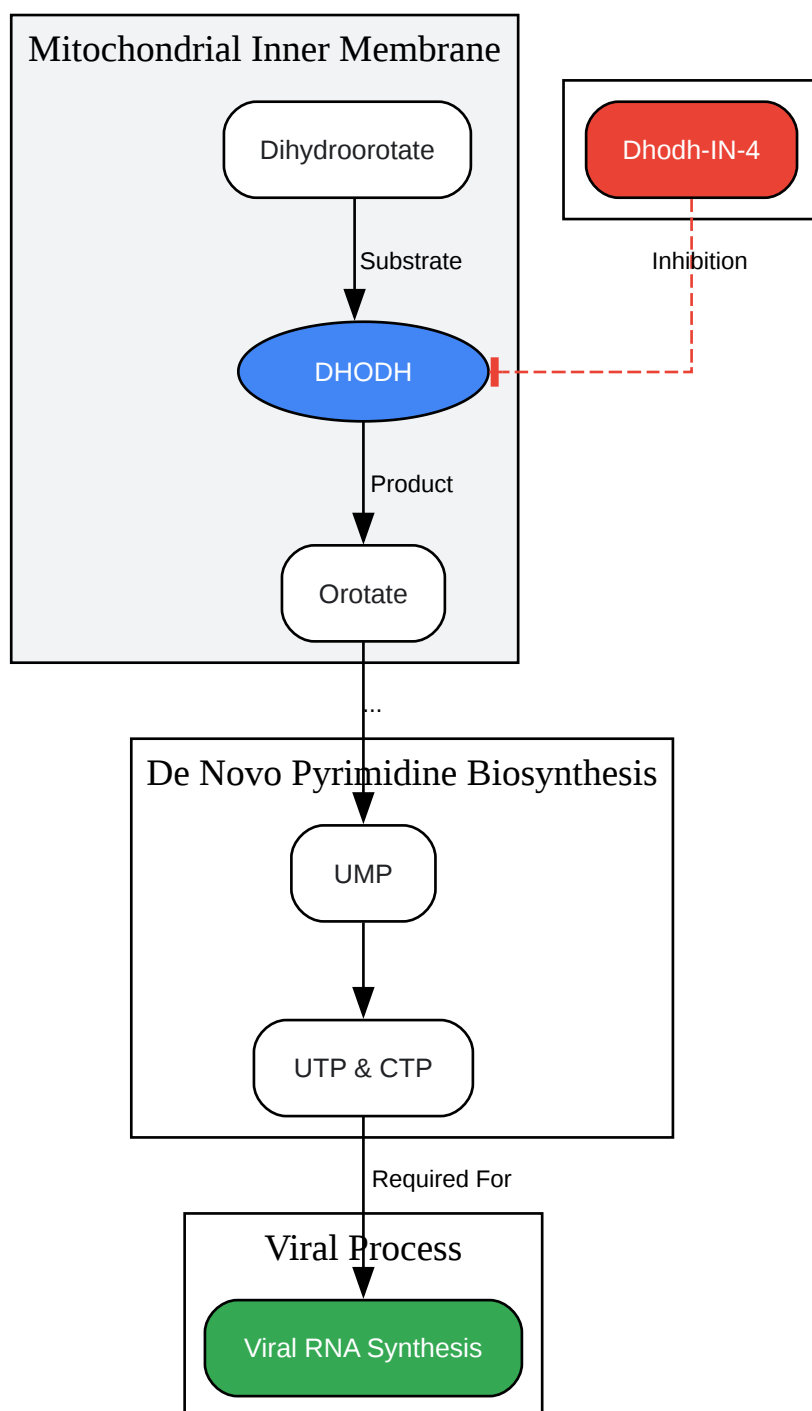 Mitochondrial Inner Membrane
Dihydroorotate
Dhodh-IN-4
Substrate
Inhibition
DHODH
Product
Orotate
...
De Novo Pyrimidine Biosynthesis
UMP
UTP & CTP
Required For
Viral Process
Viral RNA Synthesis